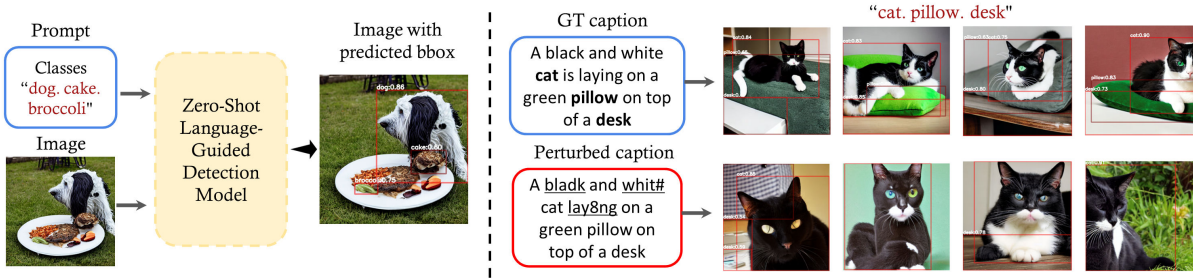 Prompt
Classes
“dog. cake.
broccoli"
Image
Zero-Shot
Language-
Guided
Detection
Model
Image with
predicted bbox
dog:0.86
cake:0.60
broccoli:0.75
GT caption
A black and white
cat is laying on a
green pillow on top
of a desk
Perturbed caption
A bladk and whit#
cat lay8ng on a
green pillow on
top of a desk
“cat. pillow. desk"
cat:0.84
cat:0.90
pillow:0.83
desk:0.73